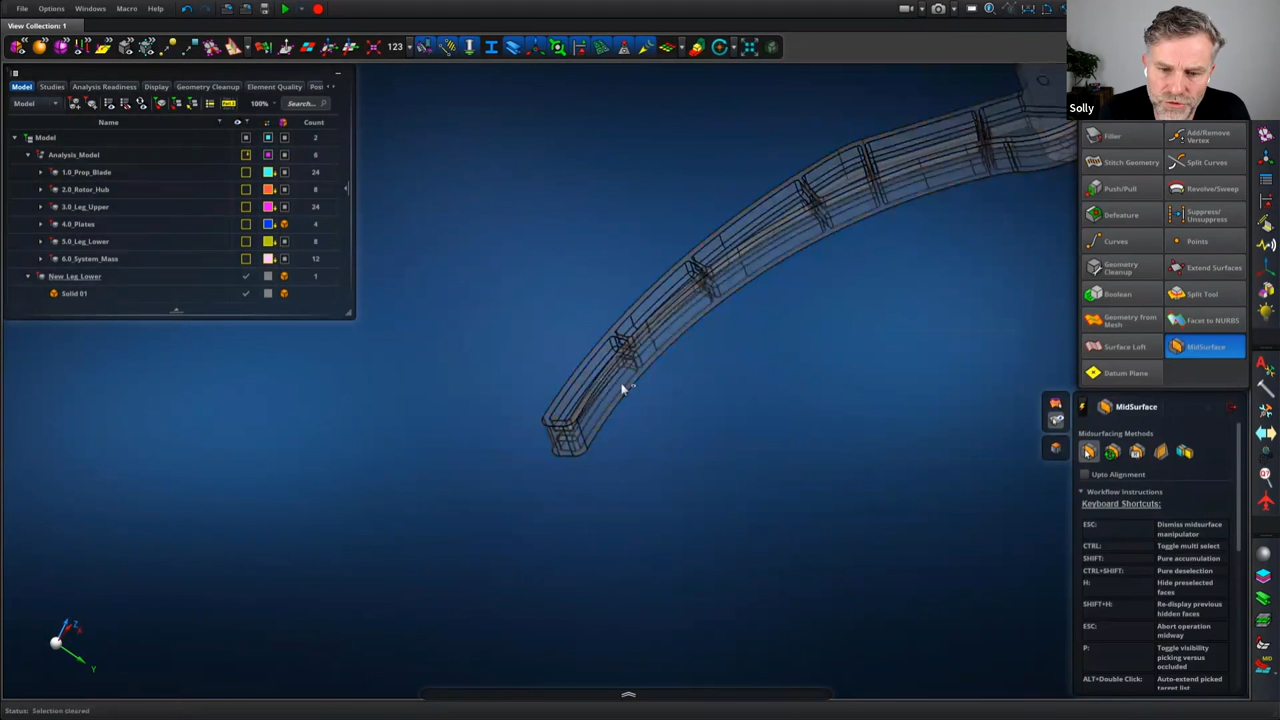 File Options Windows Macro Help
View Collection: 1
123
Solly
Model Studies Analysis Readiness Display Geometry Cleanup Element Quality Post
Model 100% Search...
Name Count
Model 2
Analysis_Model 6
1.0_Prop_Blade 24
2.0_Rotor_Hub 8
3.0_Leg_Upper 24
4.0_Plates 4
5.0_Leg_Lower 8
6.0_System_Mass 12
New_Leg_Lower 1
Solid 01
Filler Add/Remove Vertex
Stitch Geometry Split Curves
Push/Pull Revolve/Sweep
Defeature Suppress/Unsuppress
Curves Points
Geometry Cleanup Extend Surfaces
Boolean Split Tool
Geometry from Mesh Facet to NURBS
Surface Loft MidSurface
Datum Plane
MidSurface
Midsurfacing Methods
Upto Alignment
Workflow Instructions
Keyboard Shortcuts:
ESC: Dismiss midsurface manipulator
CTRL: Toggle multi select
SHIFT: Pure accumulation
CTRL+SHIFT: Pure deselection
H: Hide preselected faces
SHIFT+H: Re-display previous hidden faces
ESC: Abort operation midway
P: Toggle visibility picking versus occluded
ALT+Double Click: Auto-extend picked target list
Z
X
Y
MID
Status: Selection cleared